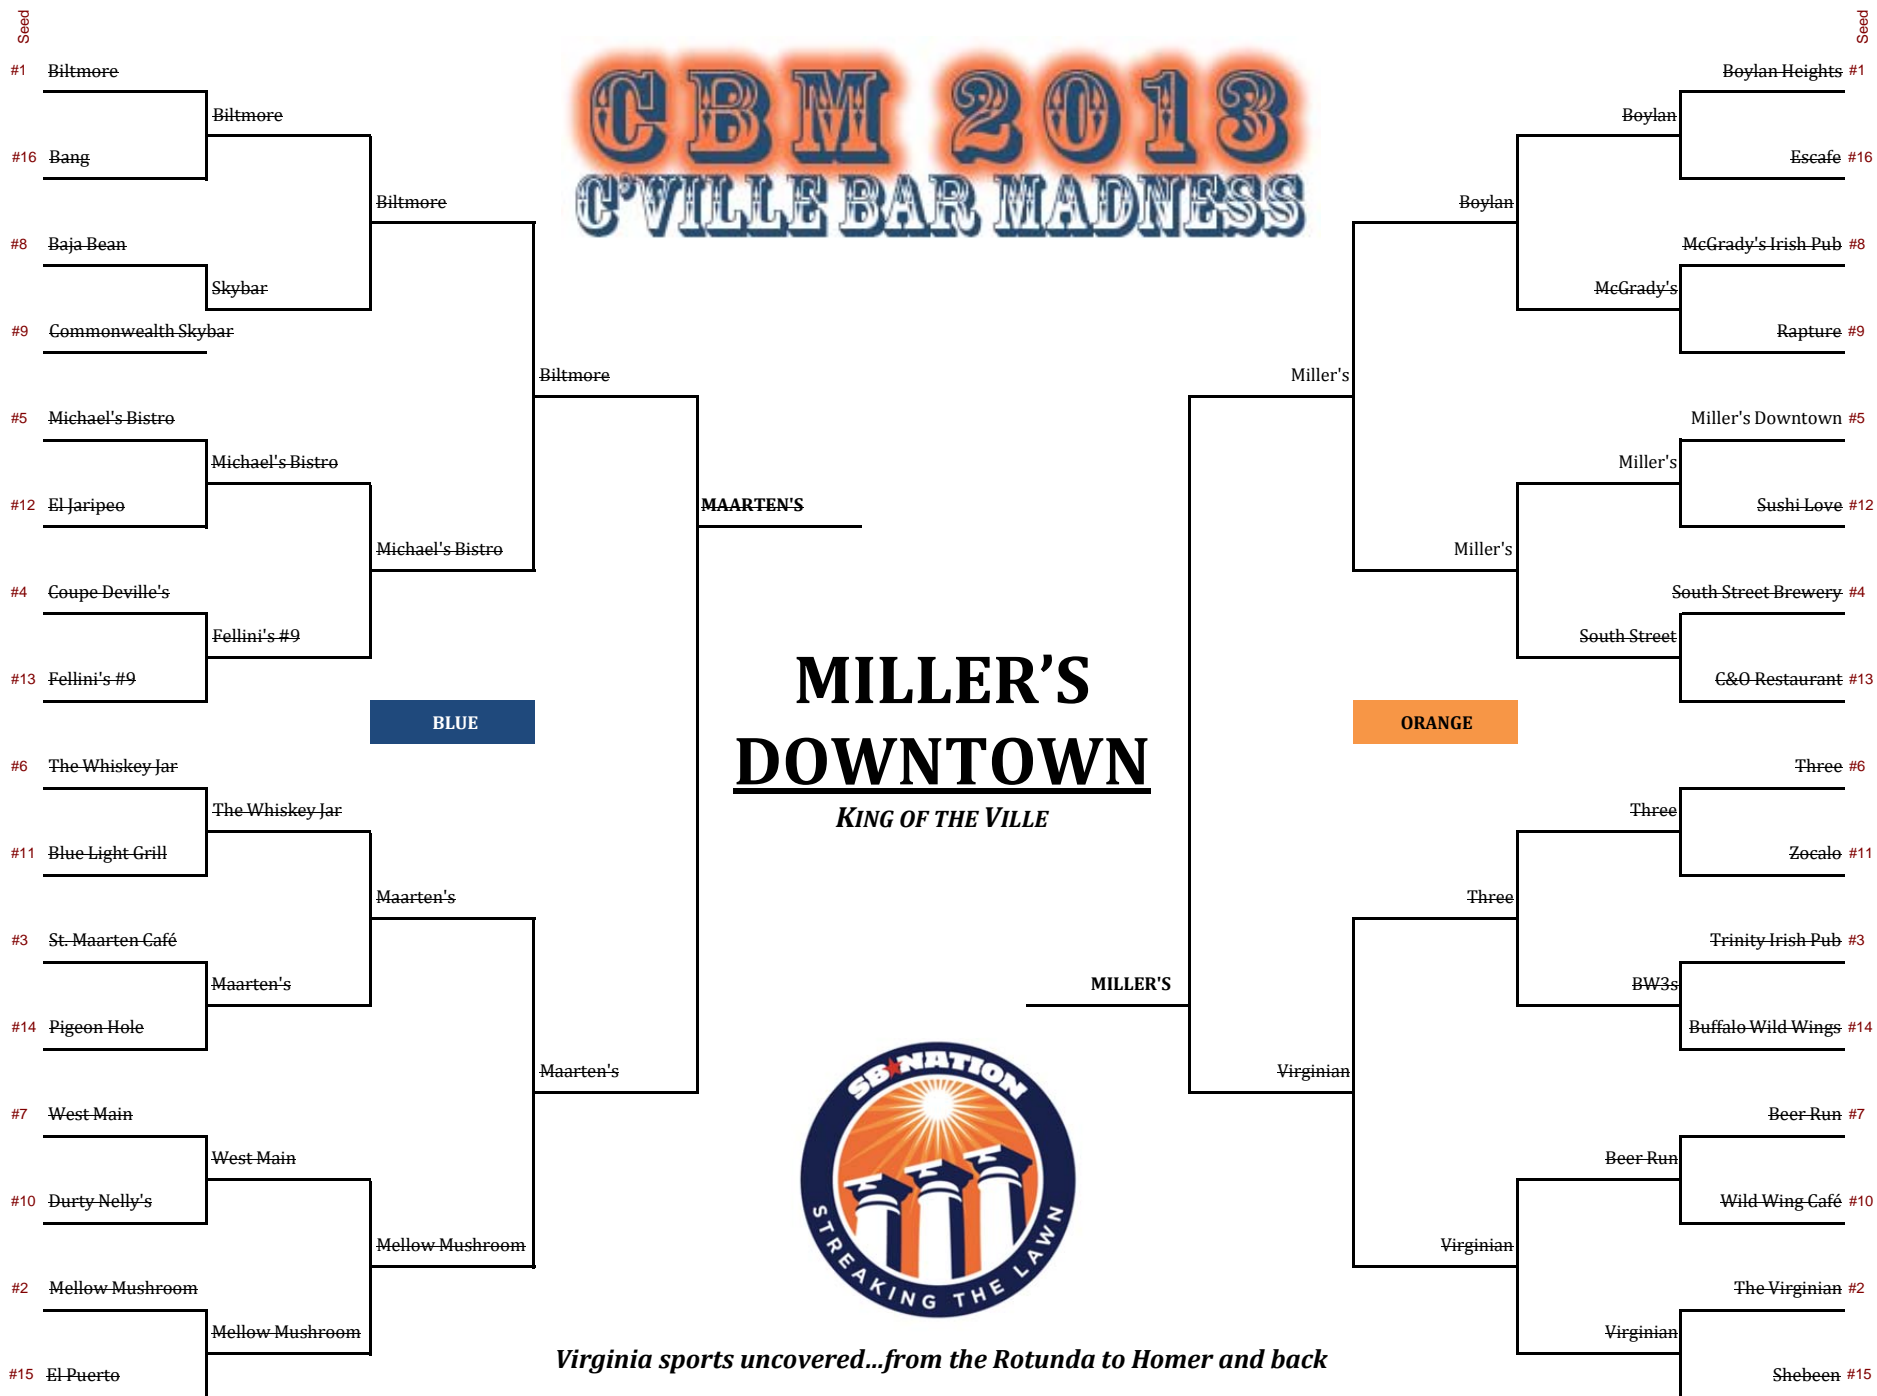 Seed
Seed
CBM 2013
C'VILLE BAR MADNESS
#1 Biltmore
Biltmore
#16 Bang
Biltmore
#8 Baja Bean
Skybar
#9 Commonwealth Skybar
Biltmore
#5 Michael's Bistro
Michael's Bistro
#12 El Jaripeo
Michael's Bistro
#4 Coupe Deville's
Fellini's #9
#13 Fellini's #9
MAARTEN'S
BLUE
#6 The Whiskey Jar
The Whiskey Jar
#11 Blue Light Grill
Maarten's
#3 St. Maarten Café
Maarten's
#14 Pigeon Hole
Maarten's
#7 West Main
West Main
#10 Durty Nelly's
Mellow Mushroom
#2 Mellow Mushroom
Mellow Mushroom
#15 El Puerto
MILLER'S
DOWNTOWN
KING OF THE VILLE
Boylan Heights #1
Boylan
Escafe #16
Boylan
McGrady's Irish Pub #8
McGrady's
Rapture #9
Miller's
Miller's Downtown #5
Miller's
Sushi Love #12
Miller's
South Street Brewery #4
South Street
C&O Restaurant #13
ORANGE
Three #6
Three
Zocalo #11
Three
Trinity Irish Pub #3
BW3s
Buffalo Wild Wings #14
MILLER'S
Virginian
Beer Run #7
Beer Run
Wild Wing Café #10
Virginian
The Virginian #2
Virginian
Shebeen #15
SB NATION
STREAKING THE LAWN
Virginia sports uncovered...from the Rotunda to Homer and back